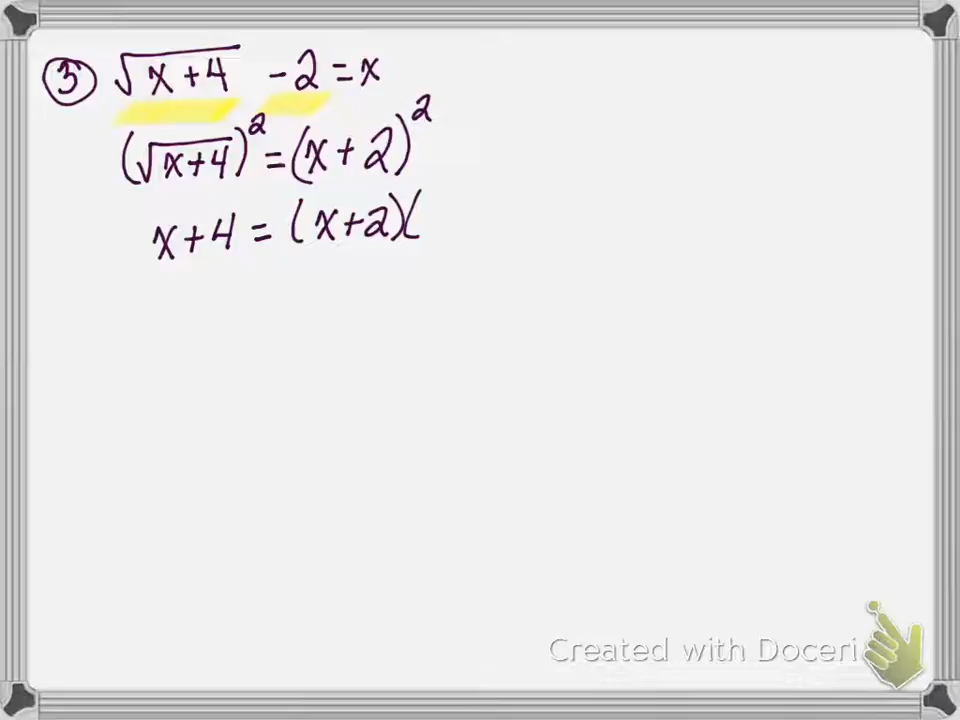 ③ √(x+4) - 2 = x
(√(x+4))² = (x+2)²
x+4 = (x+2)(
Created with Doceri